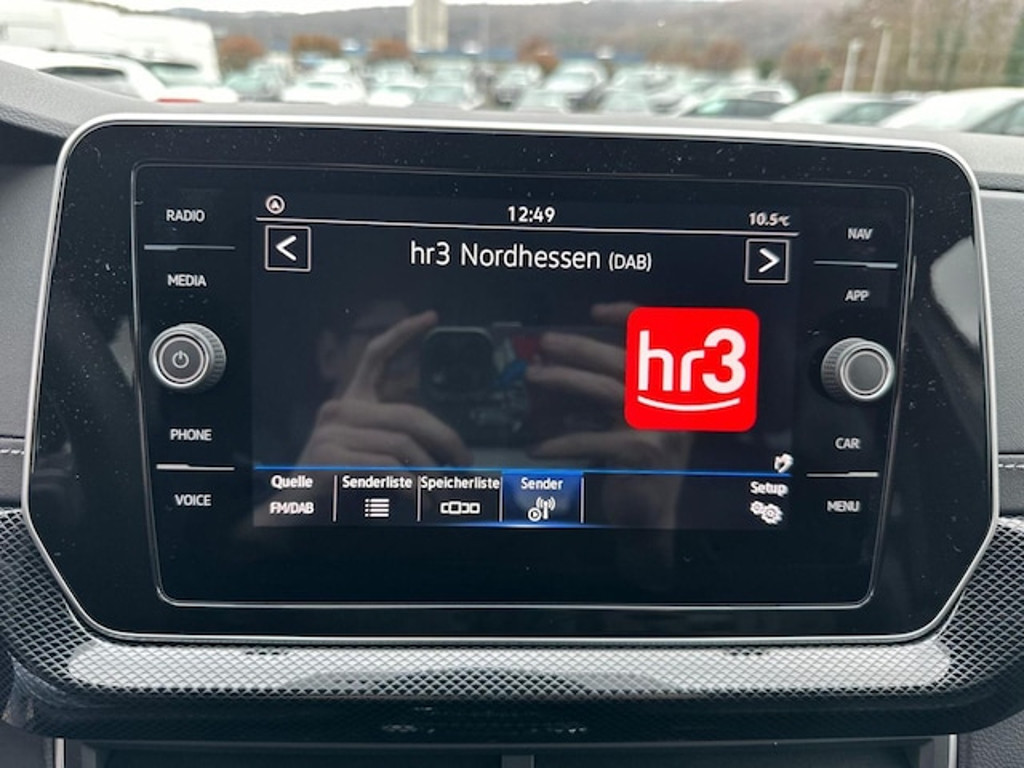 12:49
10.5°C
RADIO
MEDIA
PHONE
VOICE
< hr3 Nordhessen (DAB) >
hr3
Quelle
FM/DAB
Senderliste
Speicherliste
Sender
Setup
NAV
APP
CAR
MENU